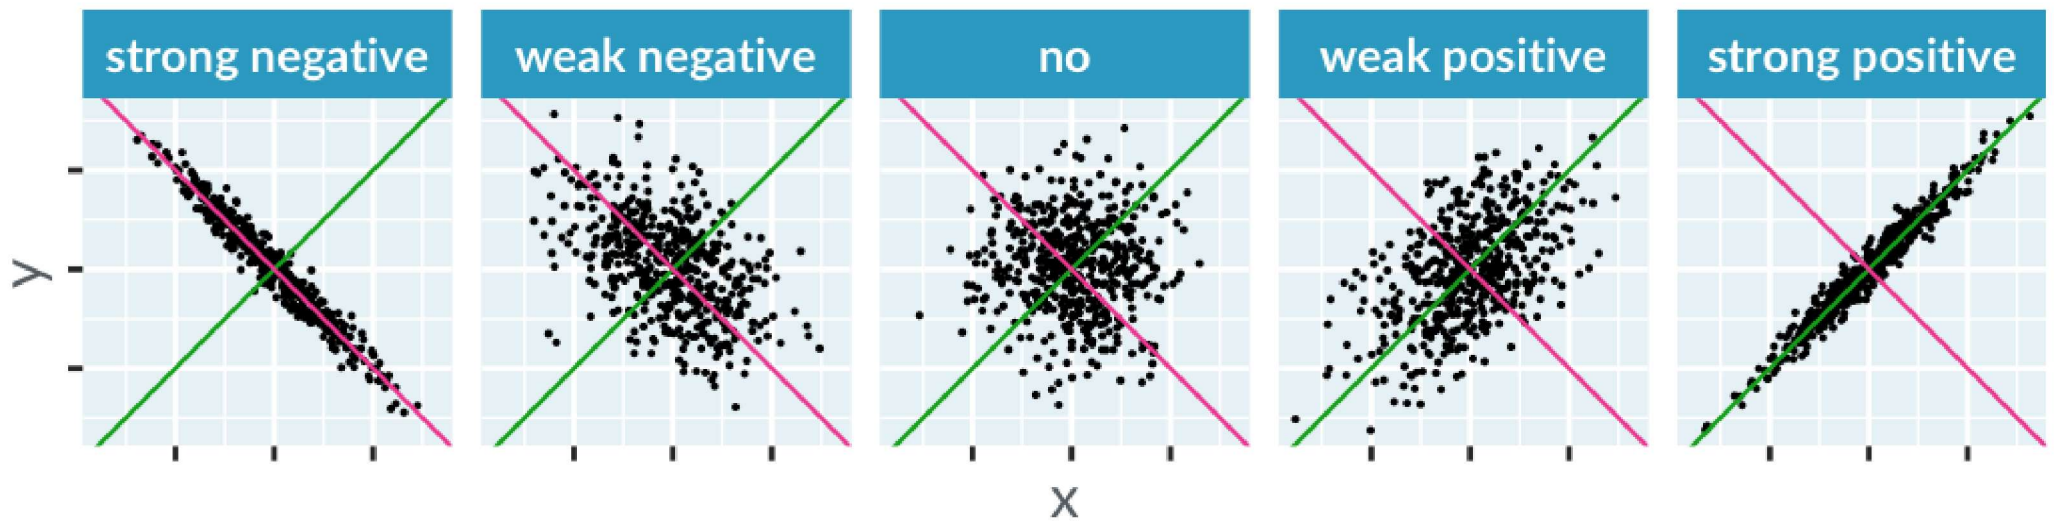 strong negative
weak negative
no
weak positive
strong positive
y
x